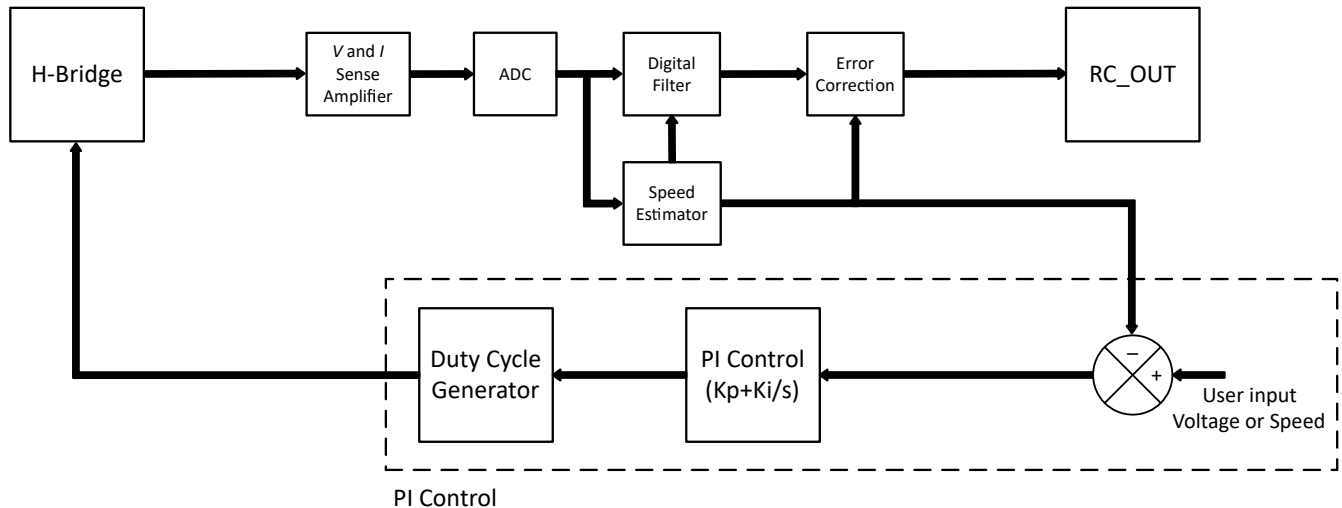 H-Bridge
V and I
Sense
Amplifier
ADC
Digital
Filter
Error
Correction
RC_OUT
Speed
Estimator
Duty Cycle
Generator
PI Control
(Kp+Ki/s)
−
+
User input
Voltage or Speed
PI Control